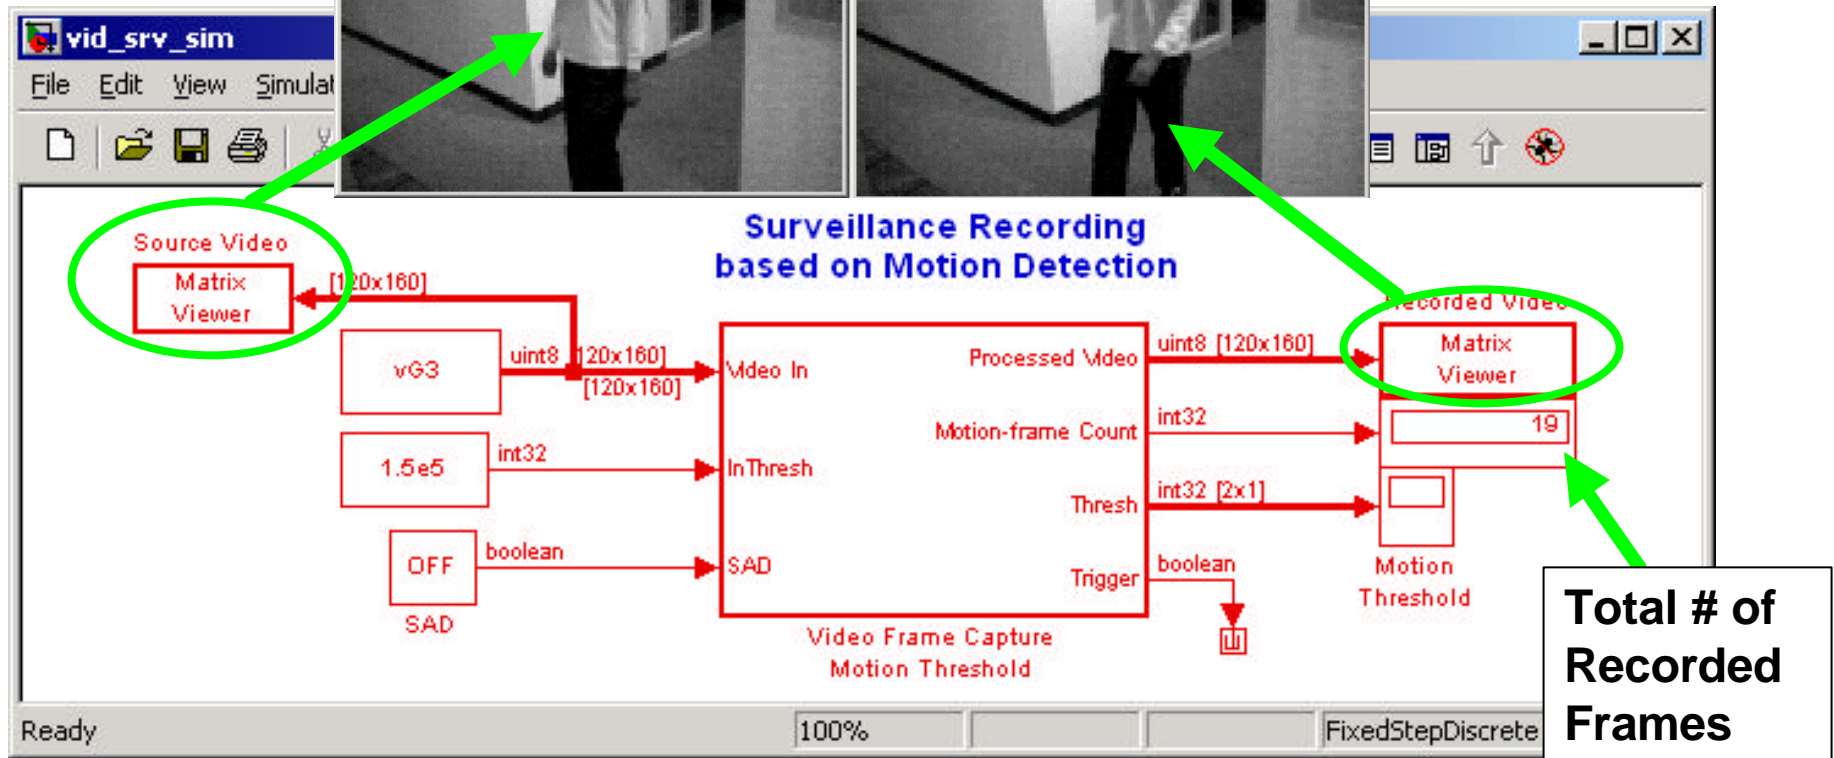 vid_srv_sim
File Edit View Simulat
Surveillance Recording
based on Motion Detection
Source Video
Matrix
Viewer
[120x160]
vG3
uint8 [120x160]
[120x160]
Video In
Processed Video
uint8 [120x160]
Recorded Video
Matrix
Viewer
Motion-frame Count
int32
19
1.5e5
int32
InThresh
Thresh
int32 [2x1]
Motion
Threshold
OFF
boolean
SAD
SAD
Trigger
boolean
Video Frame Capture
Motion Threshold
Total # of
Recorded
Frames
Ready
100%
FixedStepDiscrete